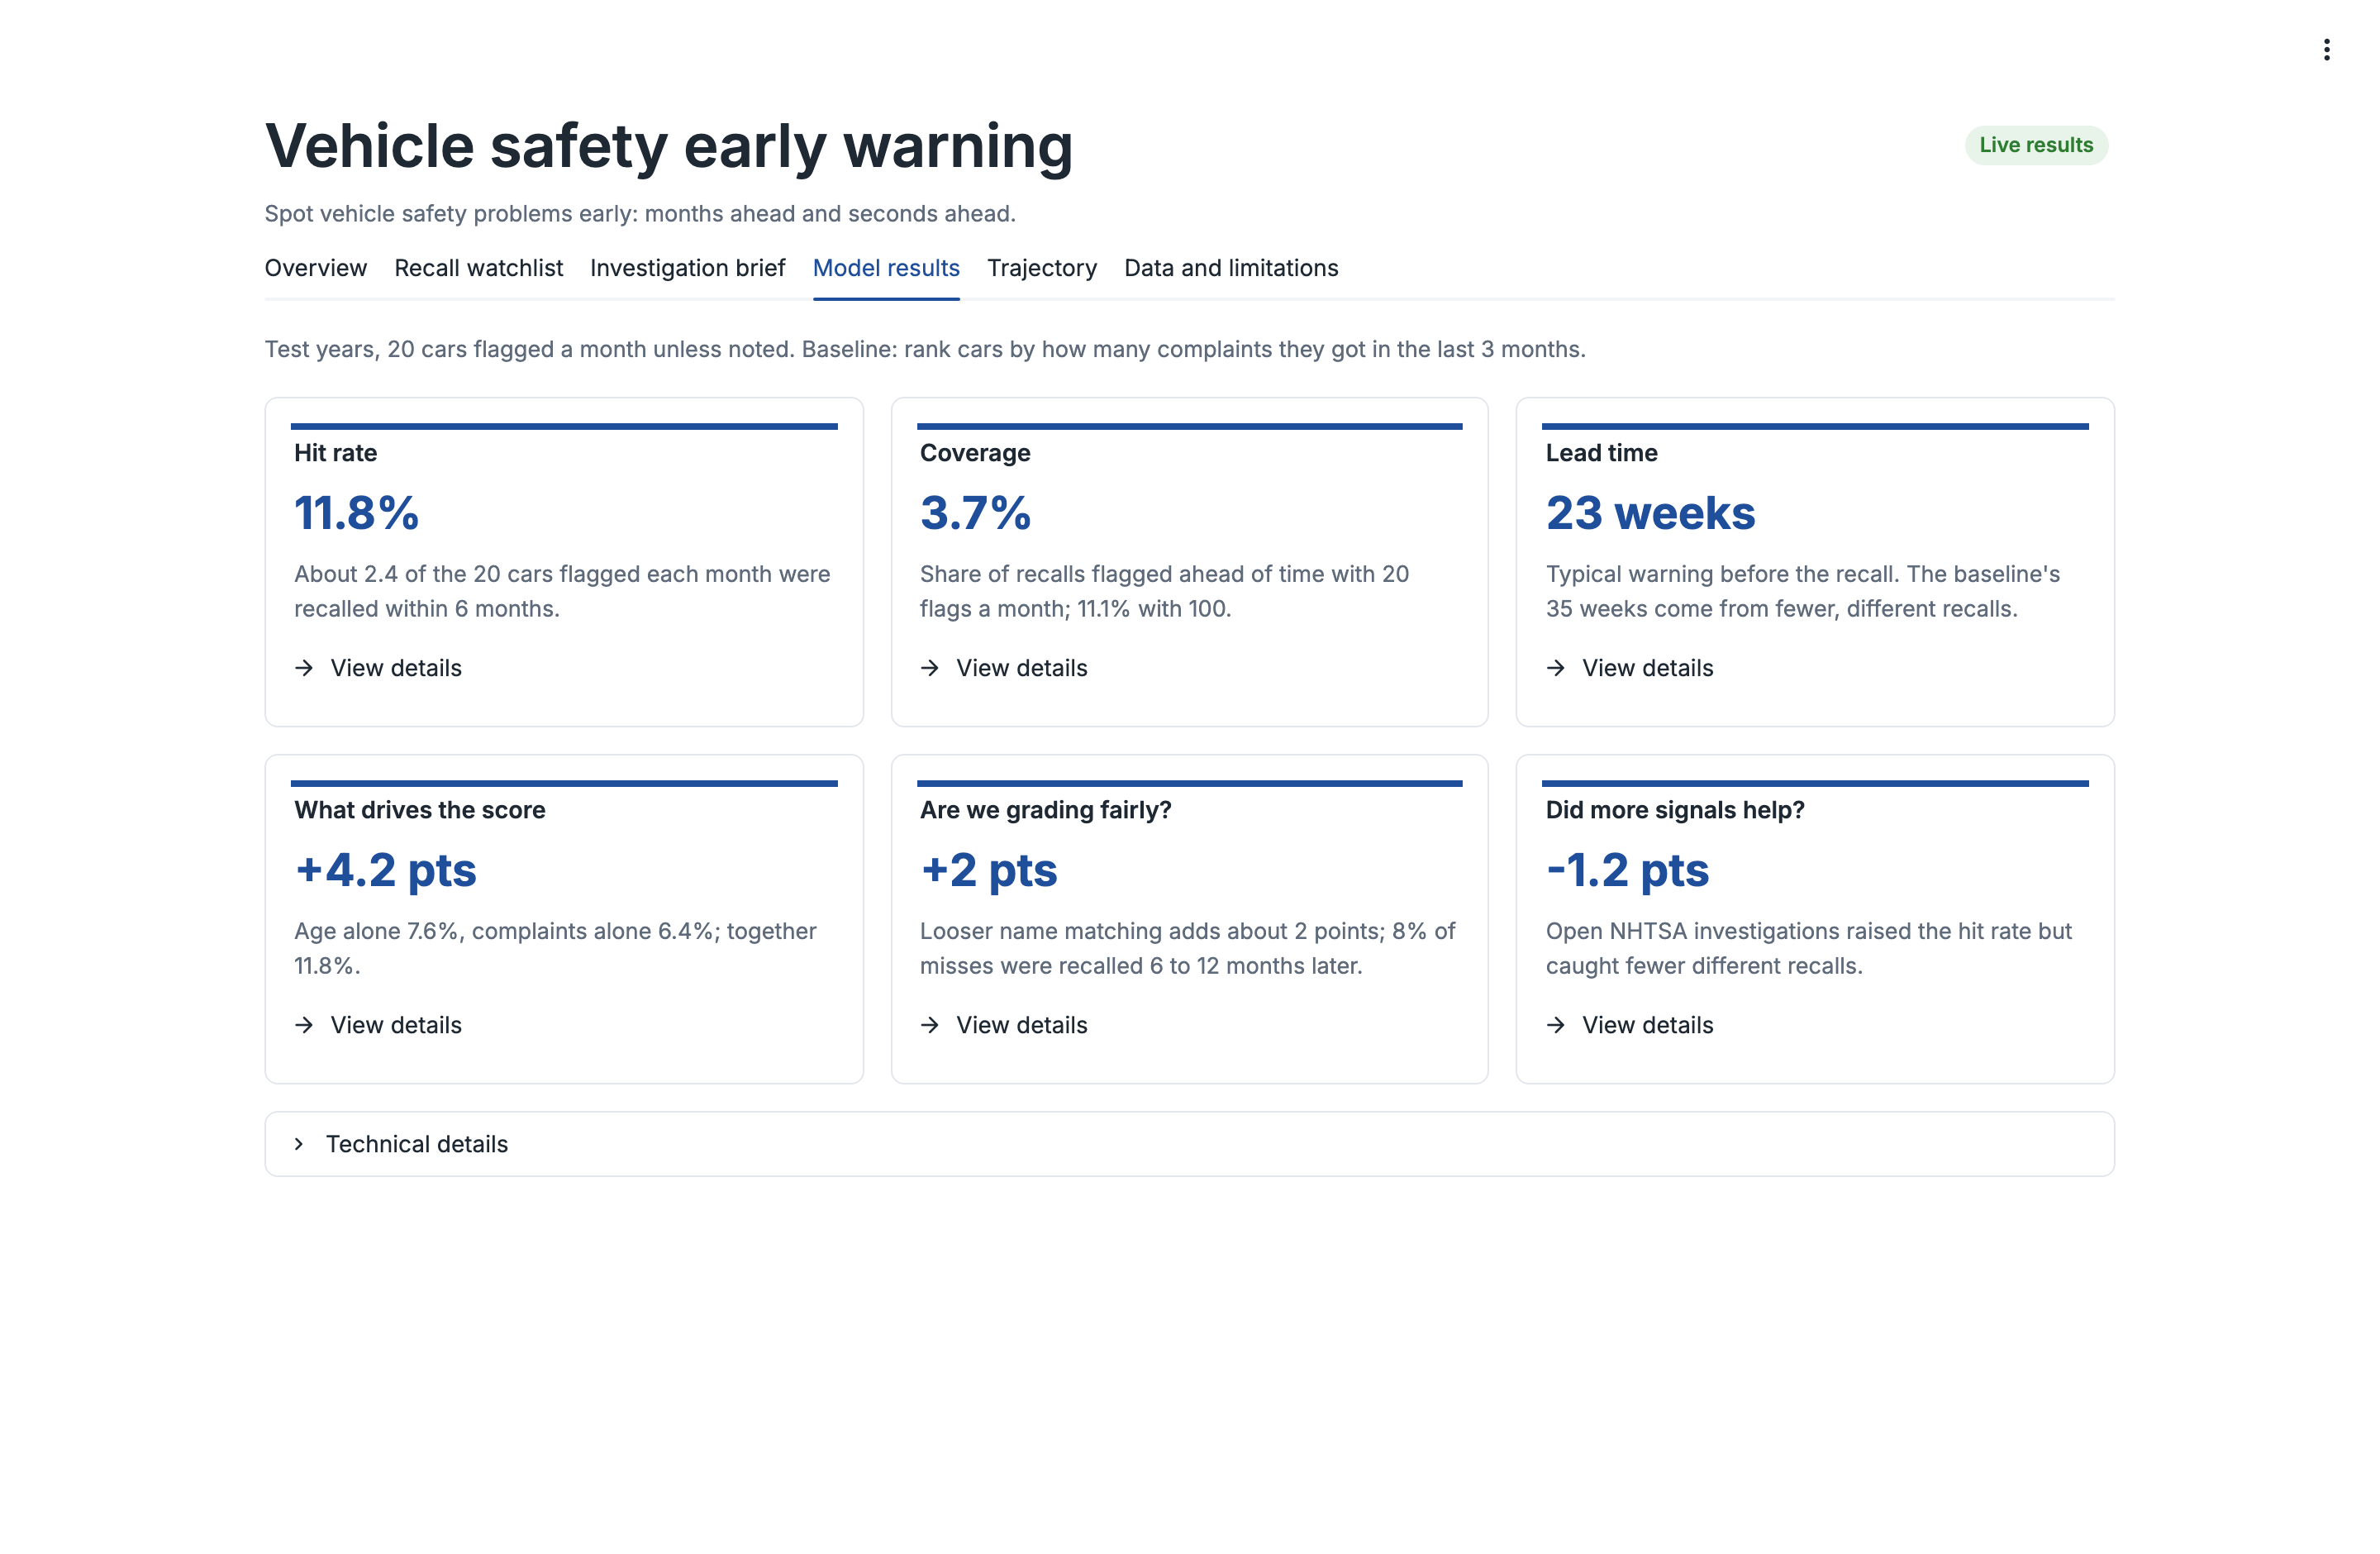 Vehicle safety early warning
Live results
Spot vehicle safety problems early: months ahead and seconds ahead.
Overview Recall watchlist Investigation brief Model results Trajectory Data and limitations
Test years, 20 cars flagged a month unless noted. Baseline: rank cars by how many complaints they got in the last 3 months.
Hit rate
11.8%
About 2.4 of the 20 cars flagged each month were
recalled within 6 months.
→ View details
Coverage
3.7%
Share of recalls flagged ahead of time with 20
flags a month; 11.1% with 100.
→ View details
Lead time
23 weeks
Typical warning before the recall. The baseline's
35 weeks come from fewer, different recalls.
→ View details
What drives the score
+4.2 pts
Age alone 7.6%, complaints alone 6.4%; together
11.8%.
→ View details
Are we grading fairly?
+2 pts
Looser name matching adds about 2 points; 8% of
misses were recalled 6 to 12 months later.
→ View details
Did more signals help?
-1.2 pts
Open NHTSA investigations raised the hit rate but
caught fewer different recalls.
→ View details
Technical details